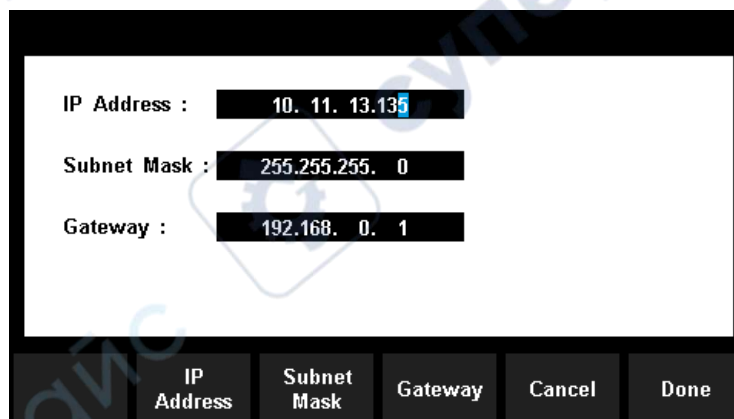 IP Address : 10. 11. 13.135
Subnet Mask : 255.255.255. 0
Gateway : 192.168. 0. 1
IP Address
Subnet Mask
Gateway
Cancel
Done